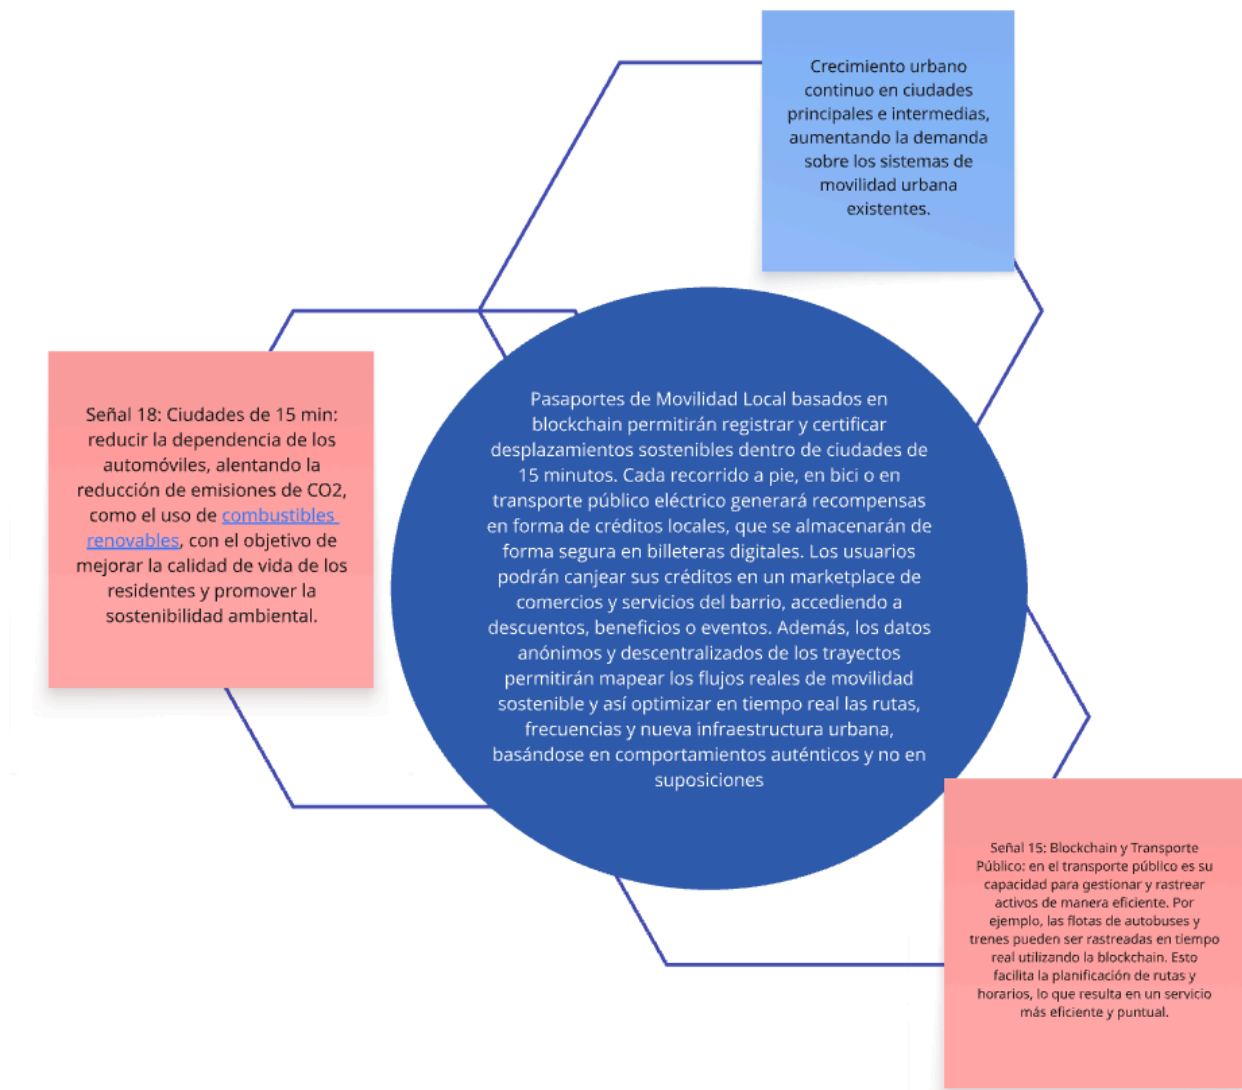 Crecimiento urbano
continuo en ciudades
principales e intermedias,
aumentando la demanda
sobre los sistemas de
movilidad urbana
existentes.
Señal 18: Ciudades de 15 min:
reducir la dependencia de los
automóviles, alentando la
reducción de emisiones de CO2,
como el uso de combustibles
renovables, con el objetivo de
mejorar la calidad de vida de los
residentes y promover la
sostenibilidad ambiental.
Pasaportes de Movilidad Local basados en
blockchain permitirán registrar y certificar
desplazamientos sostenibles dentro de ciudades de
15 minutos. Cada recorrido a pie, en bici o en
transporte público eléctrico generará recompensas
en forma de créditos locales, que se almacenarán de
forma segura en billeteras digitales. Los usuarios
podrán canjear sus créditos en un marketplace de
comercios y servicios del barrio, accediendo a
descuentos, beneficios o eventos. Además, los datos
anónimos y descentralizados de los trayectos
permitirán mapear los flujos reales de movilidad
sostenible y así optimizar en tiempo real las rutas,
frecuencias y nueva infraestructura urbana,
basándose en comportamientos auténticos y no en
suposiciones
Señal 15: Blockchain y Transporte
Público: en el transporte público es su
capacidad para gestionar y rastrear
activos de manera eficiente. Por
ejemplo, las flotas de autobuses y
trenes pueden ser rastreadas en tiempo
real utilizando la blockchain. Esto
facilita la planificación de rutas y
horarios, lo que resulta en un servicio
más eficiente y puntual.